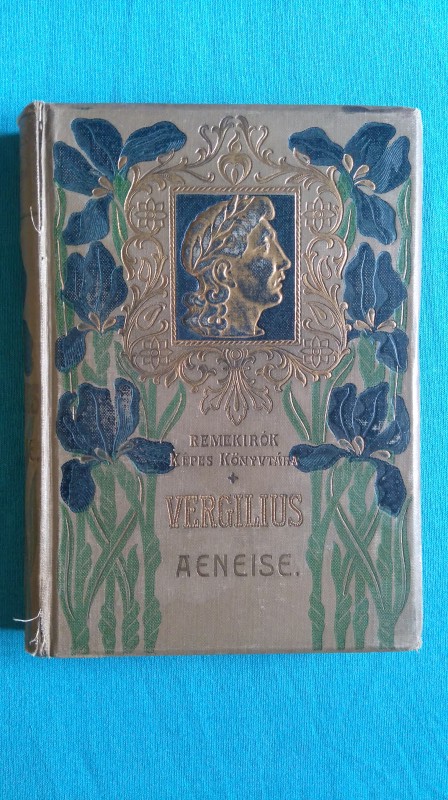 REMEKIRÓK
KÉPES KÖNYVTÁRA
VERGILIUS
AENEISE.